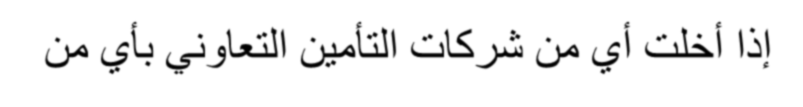 إذا أخلت أي من شركات التأمين التعاوني بأي من